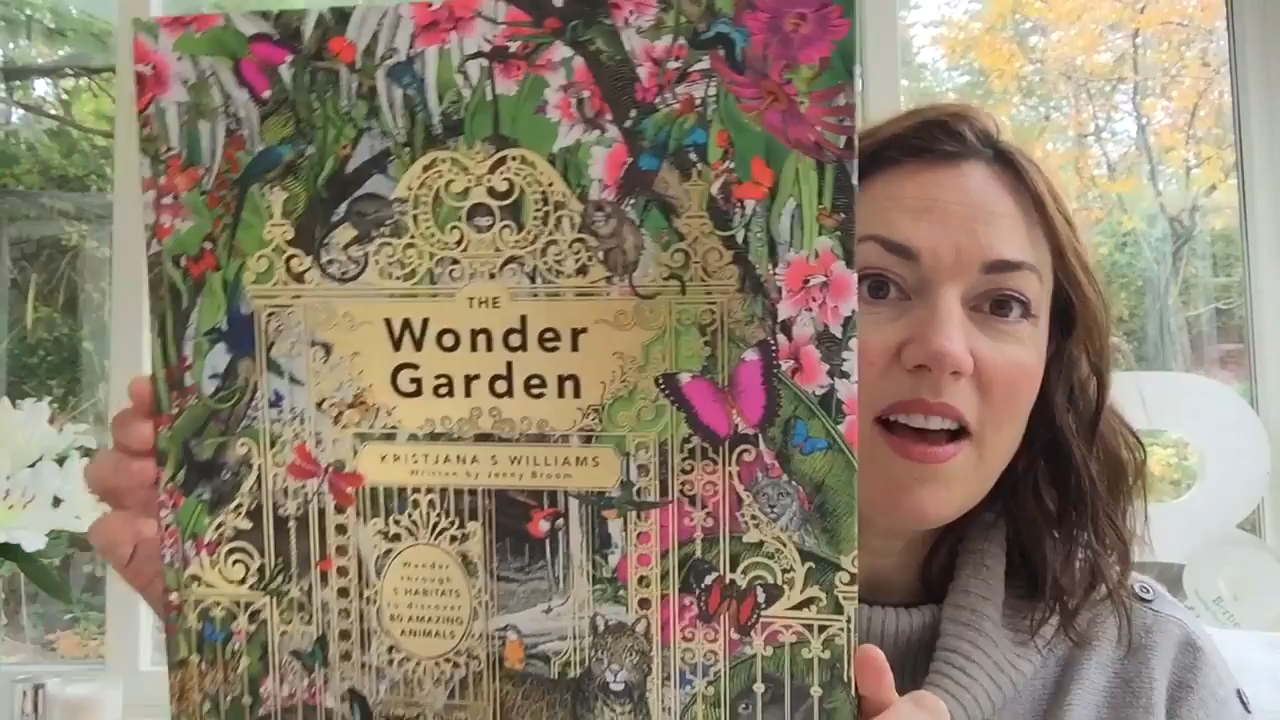 THE
Wonder
Garden
KRISTJANA S WILLIAMS
Written by Jenny Broom
Wander
through
5 HABITATS
to discover
80 AMAZING
ANIMALS